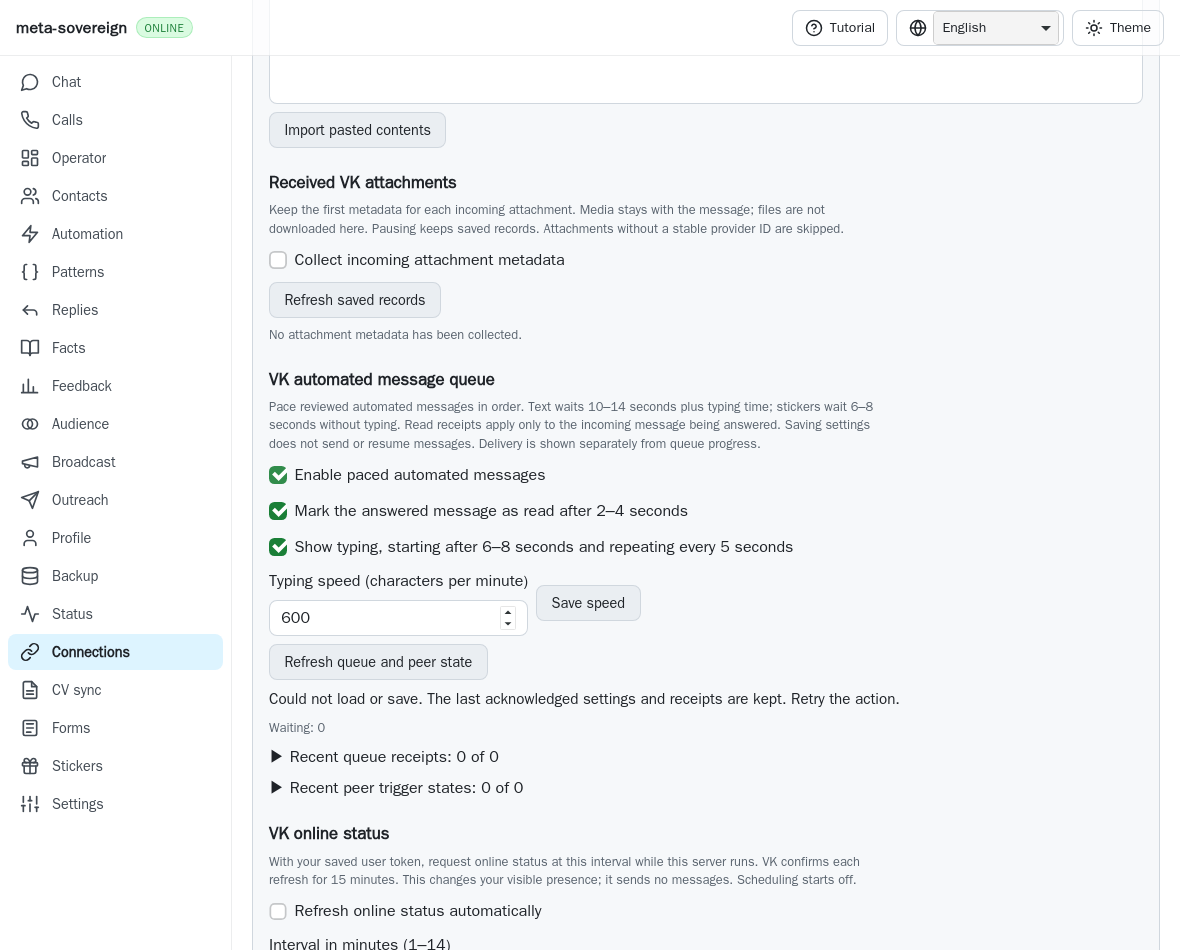 meta-sovereign
ONLINE
Tutorial
English
Theme
Chat
Calls
Operator
Contacts
Automation
Patterns
Replies
Facts
Feedback
Audience
Broadcast
Outreach
Profile
Backup
Status
Connections
CV sync
Forms
Stickers
Settings
Import pasted contents
Received VK attachments
Keep the first metadata for each incoming attachment. Media stays with the message; files are not
downloaded here. Pausing keeps saved records. Attachments without a stable provider ID are skipped.
Collect incoming attachment metadata
Refresh saved records
No attachment metadata has been collected.
VK automated message queue
Pace reviewed automated messages in order. Text waits 10–14 seconds plus typing time; stickers wait 6–8
seconds without typing. Read receipts apply only to the incoming message being answered. Saving settings
does not send or resume messages. Delivery is shown separately from queue progress.
Enable paced automated messages
Mark the answered message as read after 2–4 seconds
Show typing, starting after 6–8 seconds and repeating every 5 seconds
Typing speed (characters per minute)
600
Save speed
Refresh queue and peer state
Could not load or save. The last acknowledged settings and receipts are kept. Retry the action.
Waiting: 0
Recent queue receipts: 0 of 0
Recent peer trigger states: 0 of 0
VK online status
With your saved user token, request online status at this interval while this server runs. VK confirms each
refresh for 15 minutes. This changes your visible presence; it sends no messages. Scheduling starts off.
Refresh online status automatically
Interval in minutes (1–14)